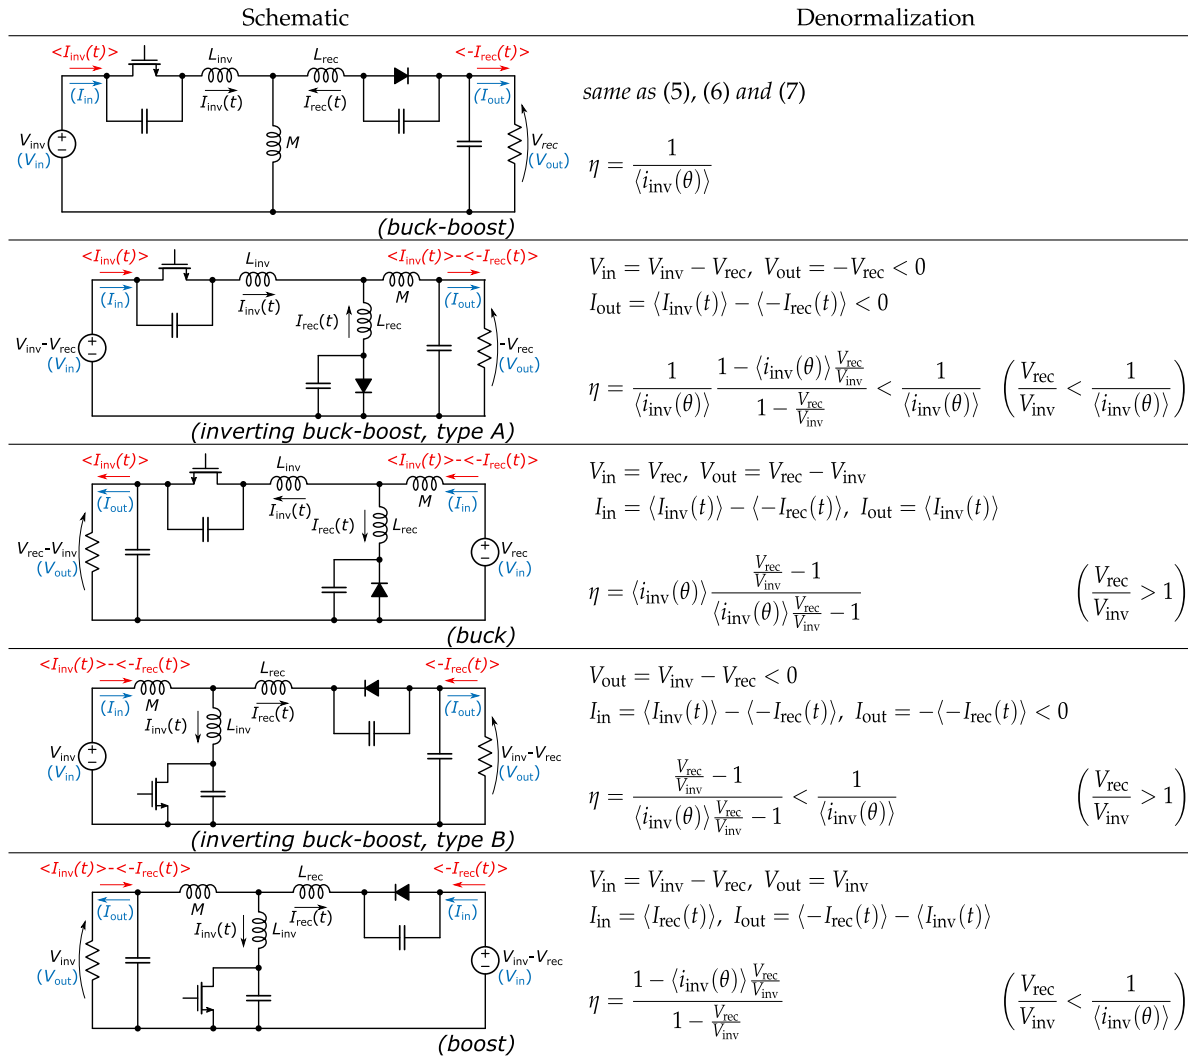 Schematic
Denormalization
<I_inv(t)>
(I_in)
L_inv
I_inv(t)
L_rec
I_rec(t)
<-I_rec(t)>
(I_out)
V_inv
(V_in)
M
V_rec
(V_out)
(buck-boost)
same as (5), (6) and (7)
η = 1 / ⟨i_inv(θ)⟩
<I_inv(t)>
(I_in)
L_inv
I_inv(t)
<I_inv(t)>-<-I_rec(t)>
M
(I_out)
I_rec(t)
L_rec
V_inv-V_rec
(V_in)
-V_rec
(V_out)
(inverting buck-boost, type A)
V_in = V_inv − V_rec, V_out = −V_rec < 0
I_out = ⟨I_inv(t)⟩ − ⟨−I_rec(t)⟩ < 0
η = 1 / ⟨i_inv(θ)⟩ (1 − ⟨i_inv(θ)⟩ V_rec/V_inv) / (1 − V_rec/V_inv) < 1 / ⟨i_inv(θ)⟩ (V_rec/V_inv < 1 / ⟨i_inv(θ)⟩)
<I_inv(t)>
(I_out)
L_inv
I_inv(t)
<I_inv(t)>-<-I_rec(t)>
M
(I_in)
I_rec(t)
L_rec
V_rec-V_inv
(V_out)
V_rec
(V_in)
(buck)
V_in = V_rec, V_out = V_rec − V_inv
I_in = ⟨I_inv(t)⟩ − ⟨−I_rec(t)⟩, I_out = ⟨I_inv(t)⟩
η = ⟨i_inv(θ)⟩ (V_rec/V_inv − 1) / (⟨i_inv(θ)⟩ V_rec/V_inv − 1) (V_rec/V_inv > 1)
<I_inv(t)>-<-I_rec(t)>
(I_in)
M
L_rec
I_rec(t)
<-I_rec(t)>
(I_out)
I_inv(t)
L_inv
V_inv
(V_in)
V_inv-V_rec
(V_out)
(inverting buck-boost, type B)
V_out = V_inv − V_rec < 0
I_in = ⟨I_inv(t)⟩ − ⟨−I_rec(t)⟩, I_out = −⟨−I_rec(t)⟩ < 0
η = (V_rec/V_inv − 1) / (⟨i_inv(θ)⟩ V_rec/V_inv − 1) < 1 / ⟨i_inv(θ)⟩ (V_rec/V_inv > 1)
<I_inv(t)>-<-I_rec(t)>
(I_out)
M
L_rec
I_rec(t)
<-I_rec(t)>
(I_in)
I_inv(t)
L_inv
V_inv
(V_out)
V_inv-V_rec
(V_in)
(boost)
V_in = V_inv − V_rec, V_out = V_inv
I_in = ⟨I_rec(t)⟩, I_out = ⟨−I_rec(t)⟩ − ⟨I_inv(t)⟩
η = (1 − ⟨i_inv(θ)⟩ V_rec/V_inv) / (1 − V_rec/V_inv) (V_rec/V_inv < 1 / ⟨i_inv(θ)⟩)